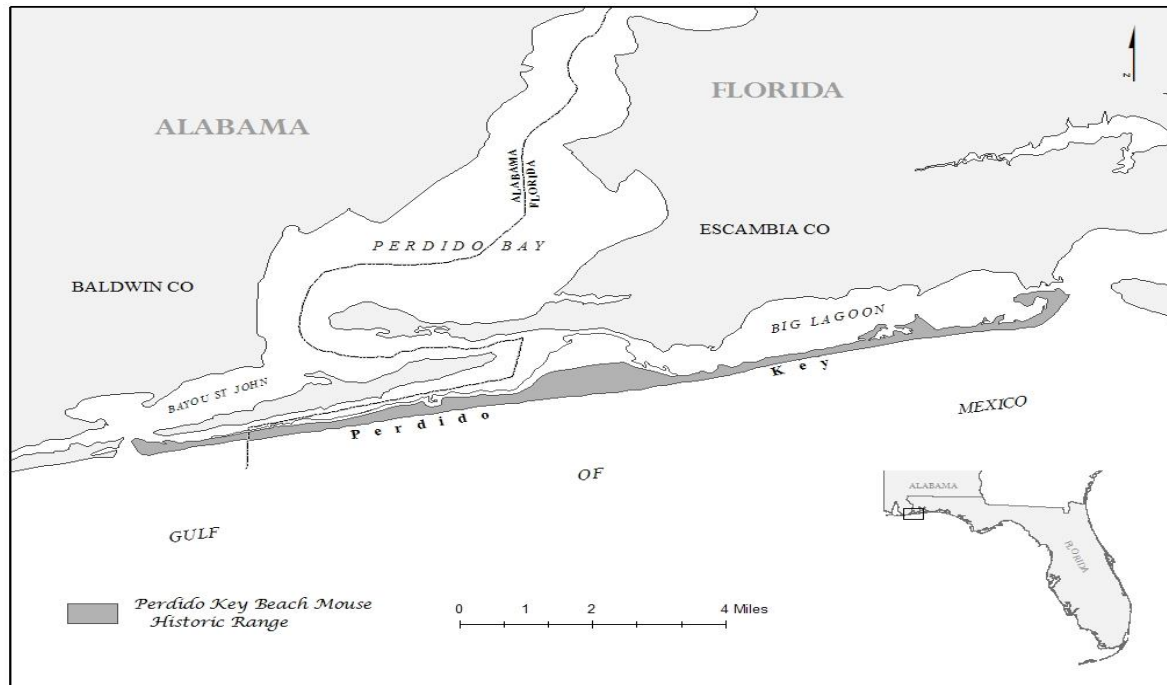 FLORIDA
ALABAMA
N
ALABAMA
FLORIDA
PERDIDO BAY
ESCAMBIA CO
BALDWIN CO
BIG LAGOON
BAYOU ST JOHN
Perdido Key
GULF OF MEXICO
ALABAMA
FLORIDA
Perdido Key Beach Mouse
Historic Range
0 1 2 4 Miles